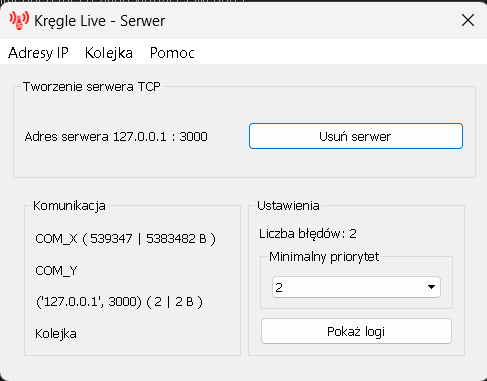 Kręgle Live - Serwer
Adresy IP Kolejka Pomoc
Tworzenie serwera TCP
Adres serwera 127.0.0.1 : 3000
Usuń serwer
Komunikacja
COM_X ( 539347 | 5383482 B )
COM_Y
('127.0.0.1', 3000) ( 2 | 2 B )
Kolejka
Ustawienia
Liczba błędów: 2
Minimalny priorytet
2
Pokaż logi